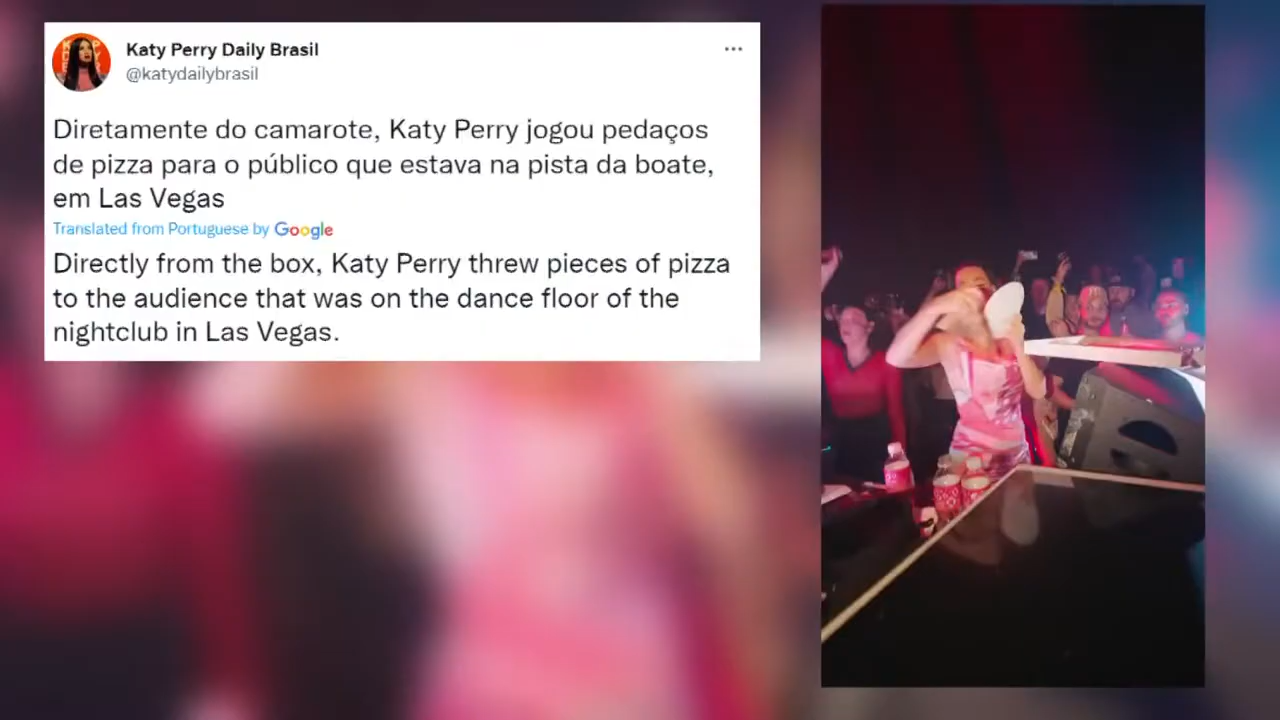 Katy Perry Daily Brasil
@katydailybrasil
Diretamente do camarote, Katy Perry jogou pedaços
de pizza para o público que estava na pista da boate,
em Las Vegas
Translated from Portuguese by Google
Directly from the box, Katy Perry threw pieces of pizza
to the audience that was on the dance floor of the
nightclub in Las Vegas.